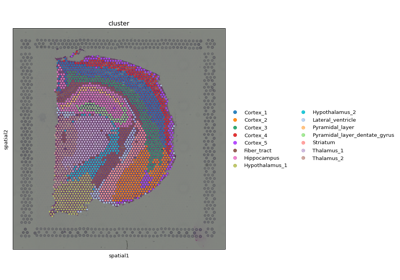 cluster
spatial2
spatial1
Cortex_1
Cortex_2
Cortex_3
Cortex_4
Cortex_5
Fiber_tract
Hippocampus
Hypothalamus_1
Hypothalamus_2
Lateral_ventricle
Pyramidal_layer
Pyramidal_layer_dentate_gyrus
Striatum
Thalamus_1
Thalamus_2